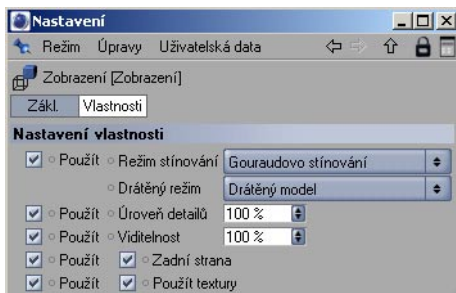 Nastavení
Režim Úpravy Uživatelská data
Zobrazení [Zobrazení]
Zákl. Vlastnosti
Nastavení vlastnosti
Použít Režim stínování Gouraudovo stínování
Drátěný režim Drátěný model
Použít Úroveň detailů 100 %
Použít Viditelnost 100 %
Použít Zadní strana
Použít Použít textury